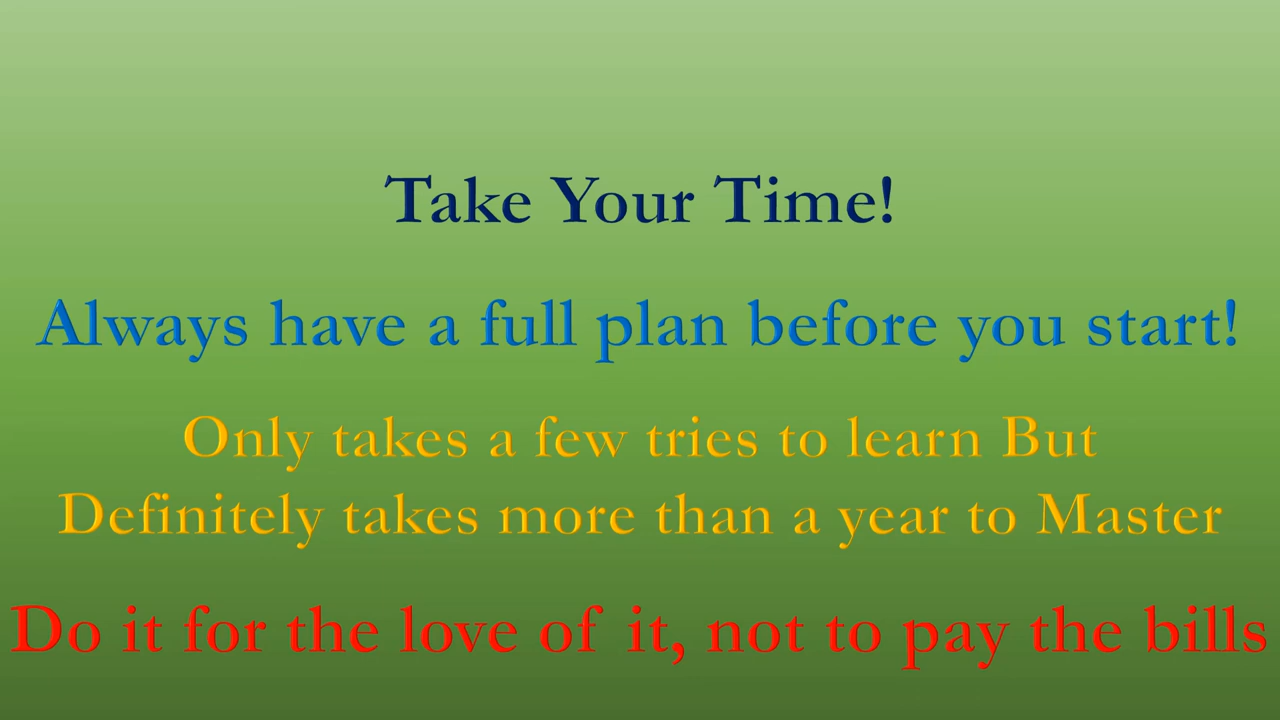 Take Your Time!
Always have a full plan before you start!
Only takes a few tries to learn But
Definitely takes more than a year to Master
Do it for the love of it, not to pay the bills